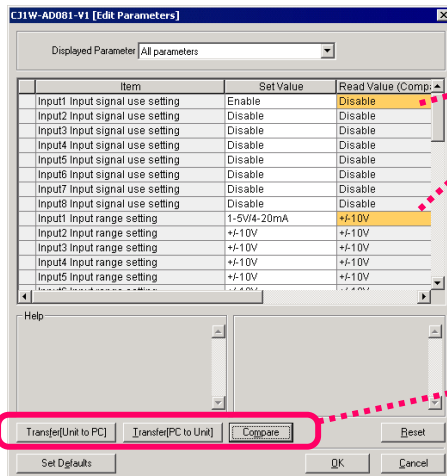 CJ1W-AD081-V1 [Edit Parameters]
Displayed Parameter All parameters
Item Set Value Read Value (Compa
Input1 Input signal use setting Enable Disable
Input2 Input signal use setting Disable Disable
Input3 Input signal use setting Disable Disable
Input4 Input signal use setting Disable Disable
Input5 Input signal use setting Disable Disable
Input6 Input signal use setting Disable Disable
Input7 Input signal use setting Disable Disable
Input8 Input signal use setting Disable Disable
Input1 Input range setting 1-5V/4-20mA +/-10V
Input2 Input range setting +/-10V +/-10V
Input3 Input range setting +/-10V +/-10V
Input4 Input range setting +/-10V +/-10V
Input5 Input range setting +/-10V +/-10V
Help
Transfer[Unit to PC] Transfer[PC to Unit] Compare Reset
Set Defaults OK Cancel